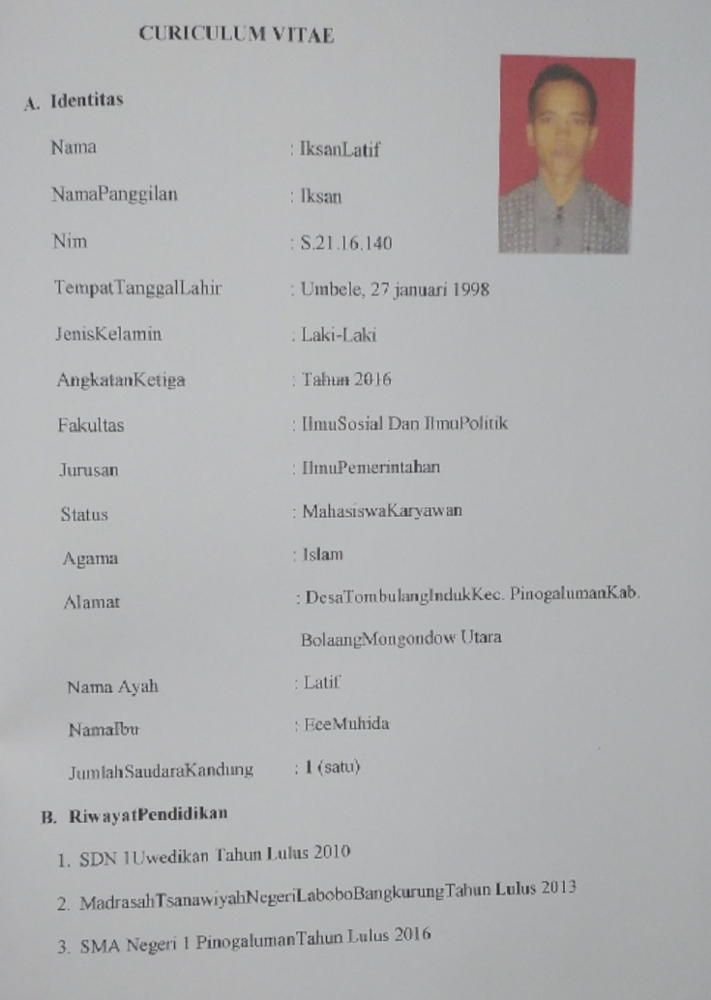 CURICULUM VITAE
A. Identitas
Nama : IksanLatif
NamaPanggilan : Iksan
Nim : S.21.16.140
TempatTanggalLahir : Umbele, 27 januari 1998
JenisKelamin : Laki-Laki
AngkatanKetiga : Tahun 2016
Fakultas : IlmuSosial Dan IlmuPolitik
Jurusan : IlmuPemerintahan
Status : MahasiswaKaryawan
Agama : Islam
Alamat : DesaTombulangIndukKec. PinogalumanKab.
BolaangMongondow Utara
Nama Ayah : Latif
NamaIbu : EceMuhida
JumlahSaudaraKandung : 1 (satu)
B. RiwayatPendidikan
1. SDN 1Uwedikan Tahun Lulus 2010
2. MadrasahTsanawiyahNegeriLaboboBangkurungTahun Lulus 2013
3. SMA Negeri 1 PinogalumanTahun Lulus 2016